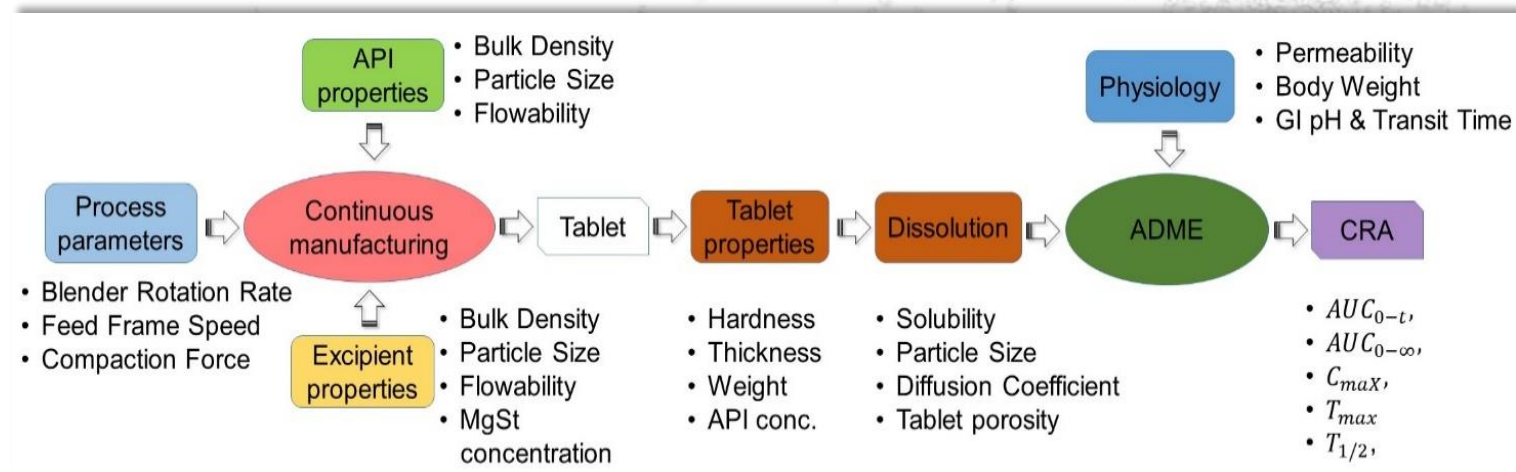 API
properties
• Bulk Density
• Particle Size
• Flowability
Physiology
• Permeability
• Body Weight
• GI pH & Transit Time
Process
parameters
Continuous
manufacturing
Tablet
Tablet
properties
Dissolution
ADME
CRA
• Blender Rotation Rate
• Feed Frame Speed
• Compaction Force
Excipient
properties
• Bulk Density
• Particle Size
• Flowability
• MgSt
concentration
• Hardness
• Thickness
• Weight
• API conc.
• Solubility
• Particle Size
• Diffusion Coefficient
• Tablet porosity
• AUC₀₋ₜ,
• AUC₀₋∞,
• C_maX,
• T_max
• T_1/2,